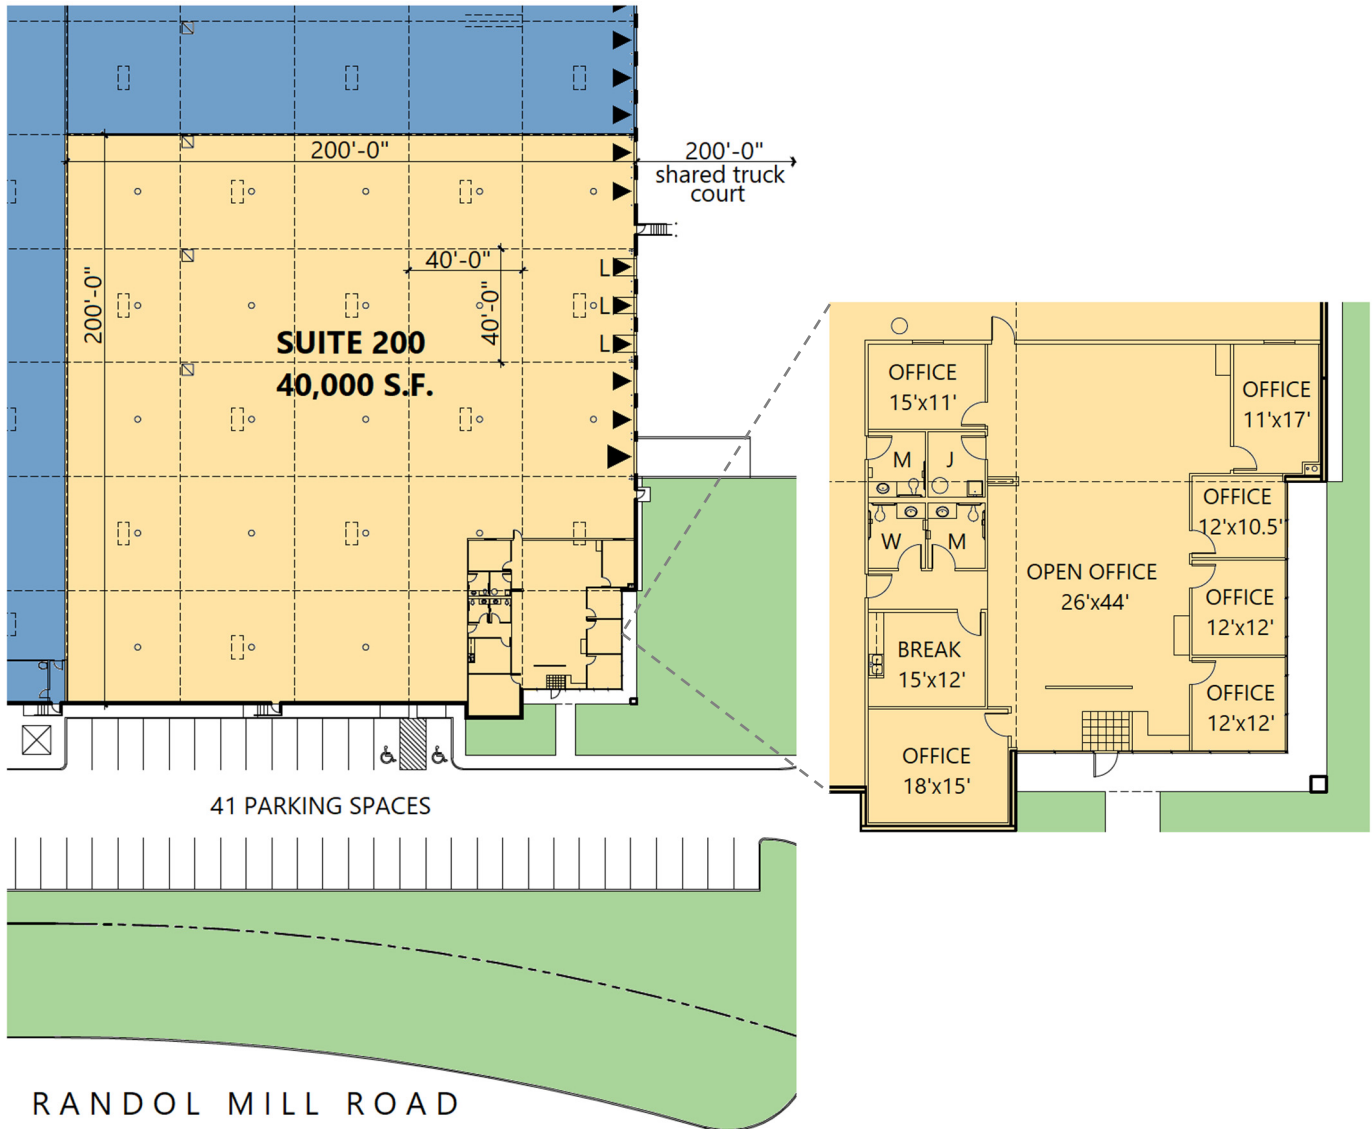 200'-0"
200'-0"
shared truck
court
200'-0"
40'-0"
40'-0"
L
L
L
SUITE 200
40,000 S.F.
41 PARKING SPACES
RANDOL MILL ROAD
OFFICE
15'x11'
OFFICE
11'x17'
M
J
OFFICE
12'x10.5'
W
M
OPEN OFFICE
26'x44'
OFFICE
12'x12'
BREAK
15'x12'
OFFICE
12'x12'
OFFICE
18'x15'